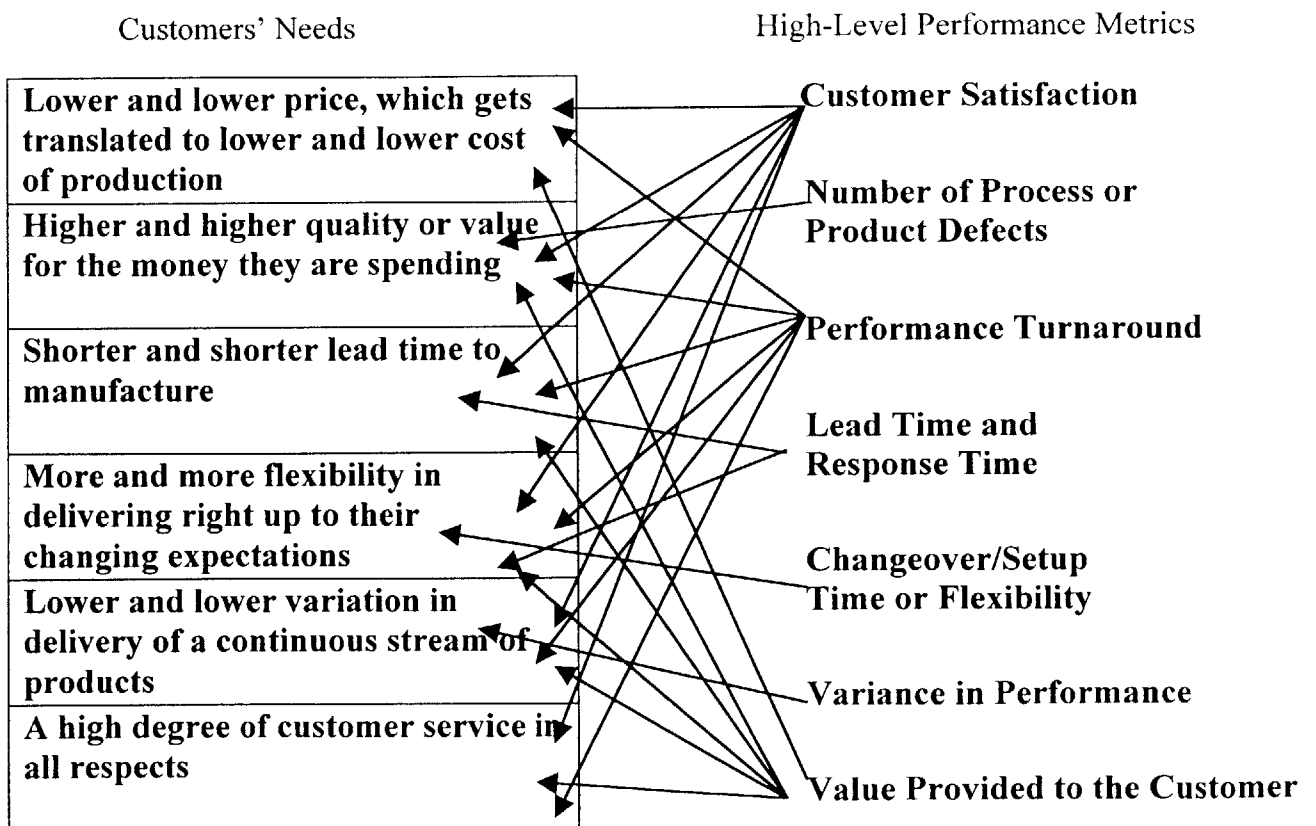 Customers' Needs
High-Level Performance Metrics
Lower and lower price, which gets
translated to lower and lower cost
of production
Higher and higher quality or value
for the money they are spending
Shorter and shorter lead time to
manufacture
More and more flexibility in
delivering right up to their
changing expectations
Lower and lower variation in
delivery of a continuous stream of
products
A high degree of customer service in
all respects
Customer Satisfaction
Number of Process or
Product Defects
Performance Turnaround
Lead Time and
Response Time
Changeover/Setup
Time or Flexibility
Variance in Performance
Value Provided to the Customer